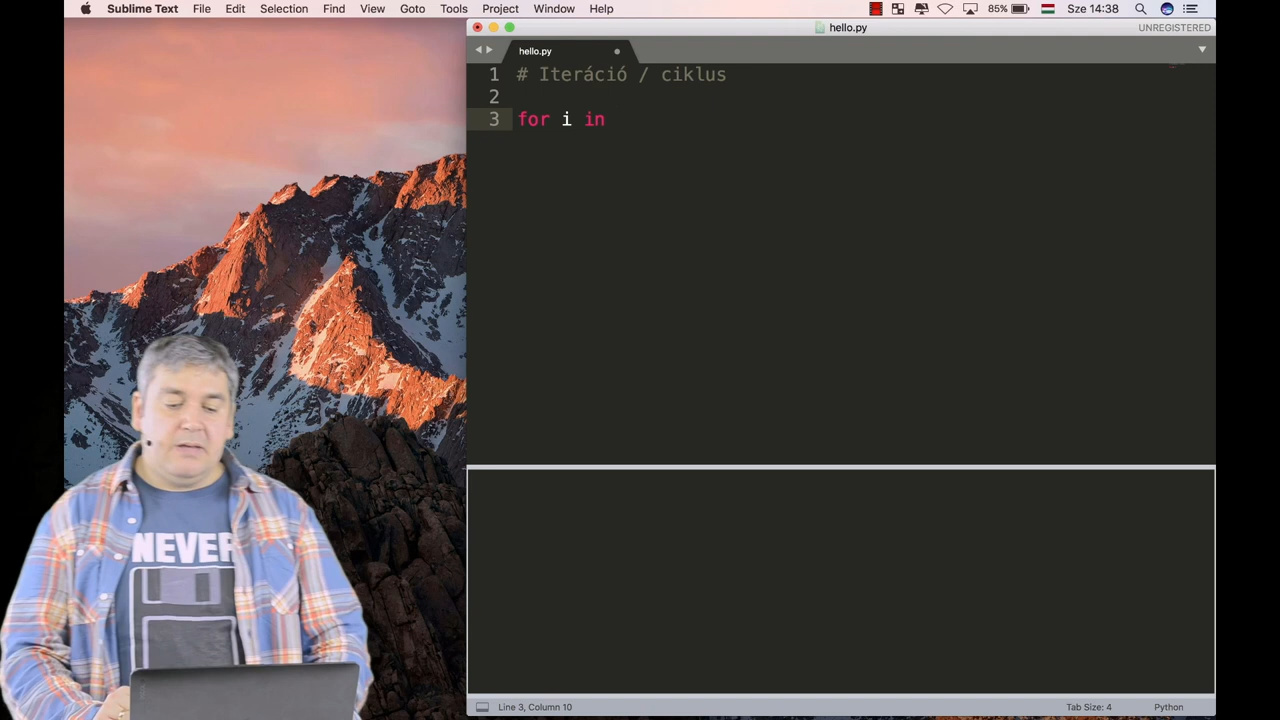 Sublime Text File Edit Selection Find View Goto Tools Project Window Help 85% Sze 14:38
hello.py UNREGISTERED
hello.py
1 # Iteráció / ciklus
2
3 for i in
NEVER
Line 3, Column 10 Tab Size: 4 Python